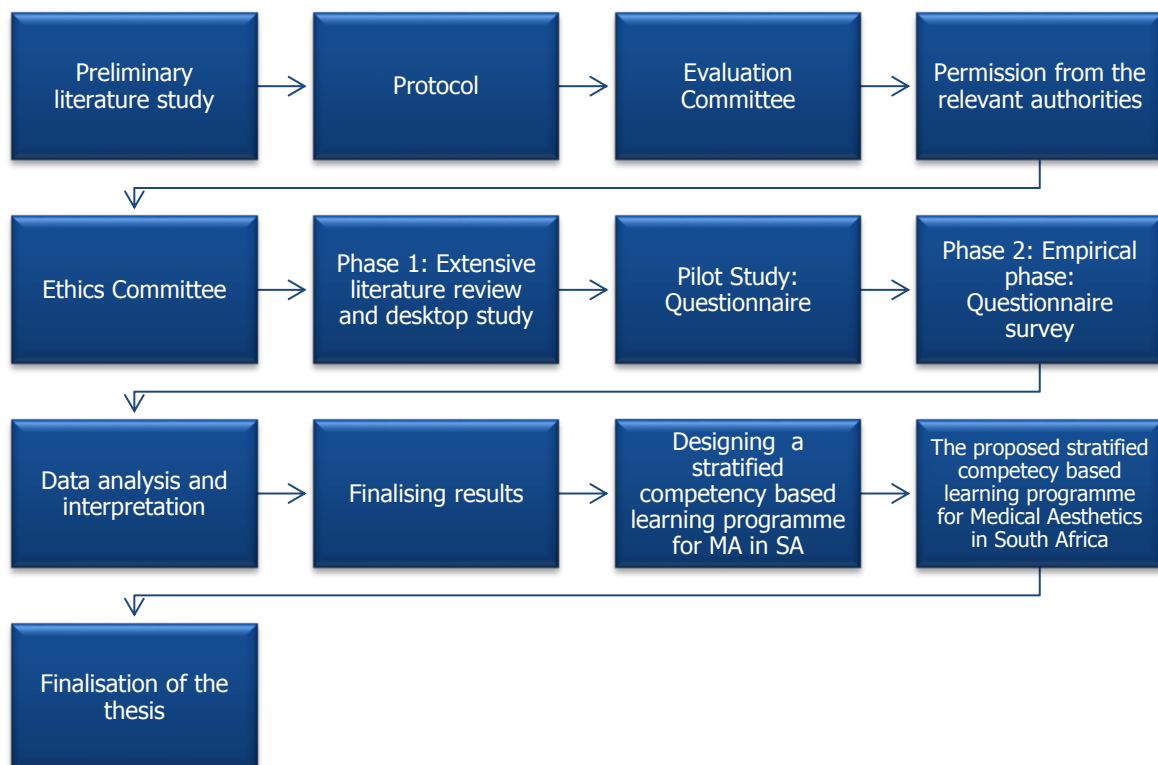 Preliminary
literature study
Protocol
Evaluation
Committee
Permission from the
relevant authorities
Ethics Committee
Phase 1: Extensive
literature review
and desktop study
Pilot Study:
Questionnaire
Phase 2: Empirical
phase:
Questionnaire
survey
Data analysis and
interpretation
Finalising results
Designing a
stratified
competency based
learning programme
for MA in SA
The proposed stratified
competecy based
learning programme
for Medical Aesthetics
in South Africa
Finalisation of the
thesis